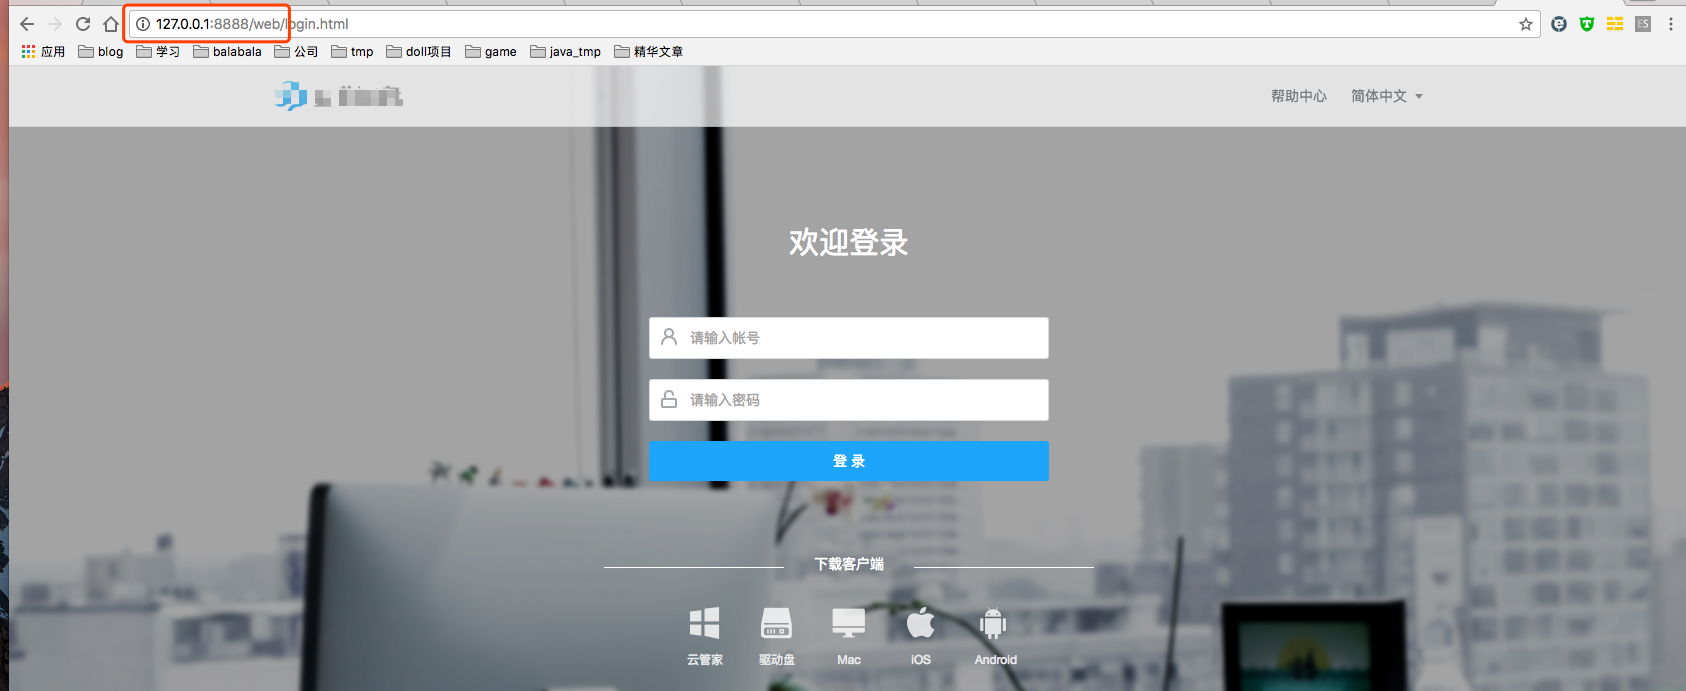 127.0.0.1:8888/web/login.html
ES
应用 blog 学习 balabala 公司 tmp doll项目 game java_tmp 精华文章
帮助中心 简体中文
欢迎登录
请输入帐号
请输入密码
登 录
下载客户端
云管家 驱动盘 Mac iOS Android